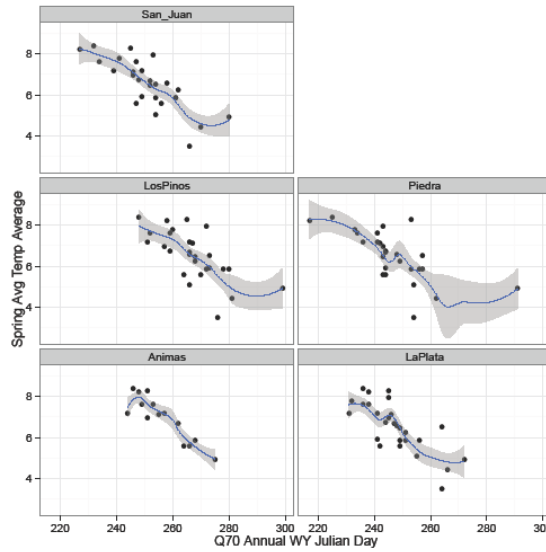 San_Juan
8
6
4
LosPinos
Piedra
8
6
4
Spring Avg Temp Average
Animas
LaPlata
8
6
4
220 240 260 280 300 220 240 260 280 300
Q70 Annual WY Julian Day